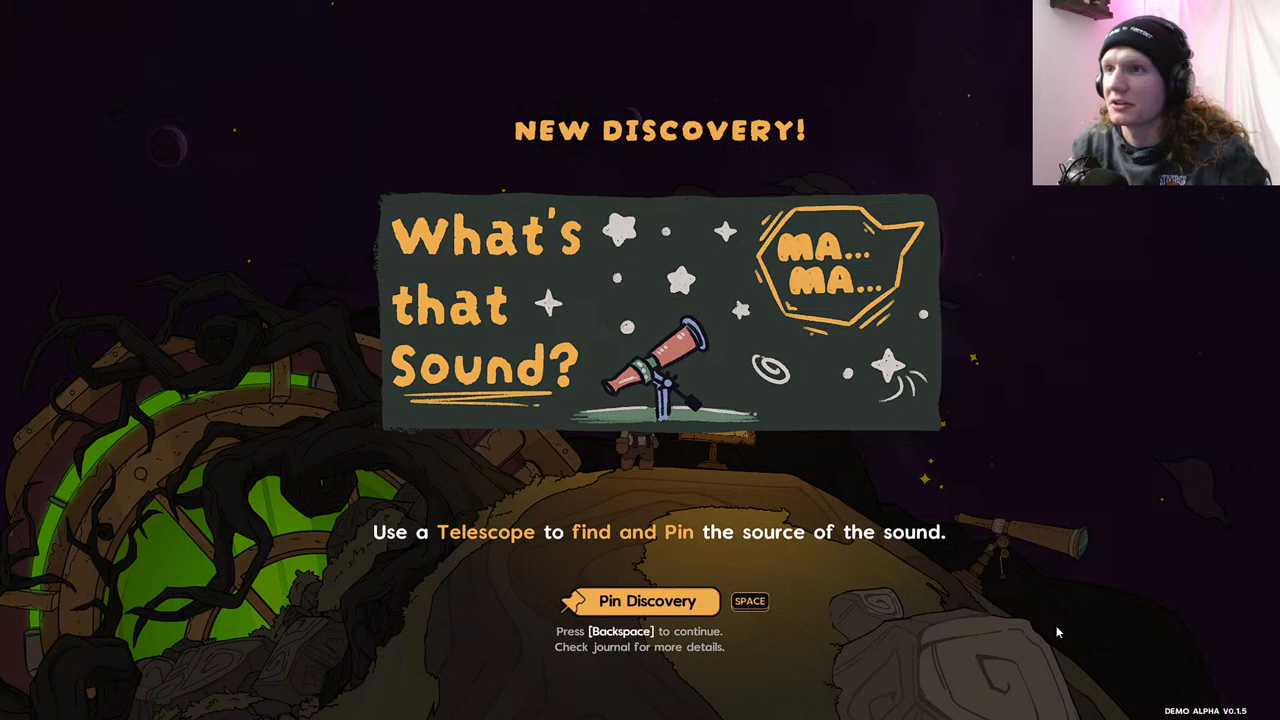 NEW DISCOVERY!
What's
that
Sound?
MA...
MA...
Use a Telescope to find and Pin the source of the sound.
Pin Discovery SPACE
Press [Backspace] to continue.
Check journal for more details.
DEMO ALPHA V0.1.5